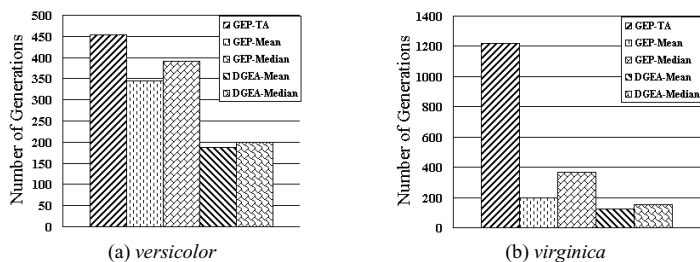 Number of Generations
500
450
400
350
300
250
200
150
100
50
0
GEP-TA
GEP-Mean
GEP-Median
DGEA-Mean
DGEA-Median
(a) versicolor
Number of Generations
1400
1200
1000
800
600
400
200
0
GEP-TA
GEP-Mean
GEP-Median
DGEA-Mean
DGEA-Median
(b) virginica